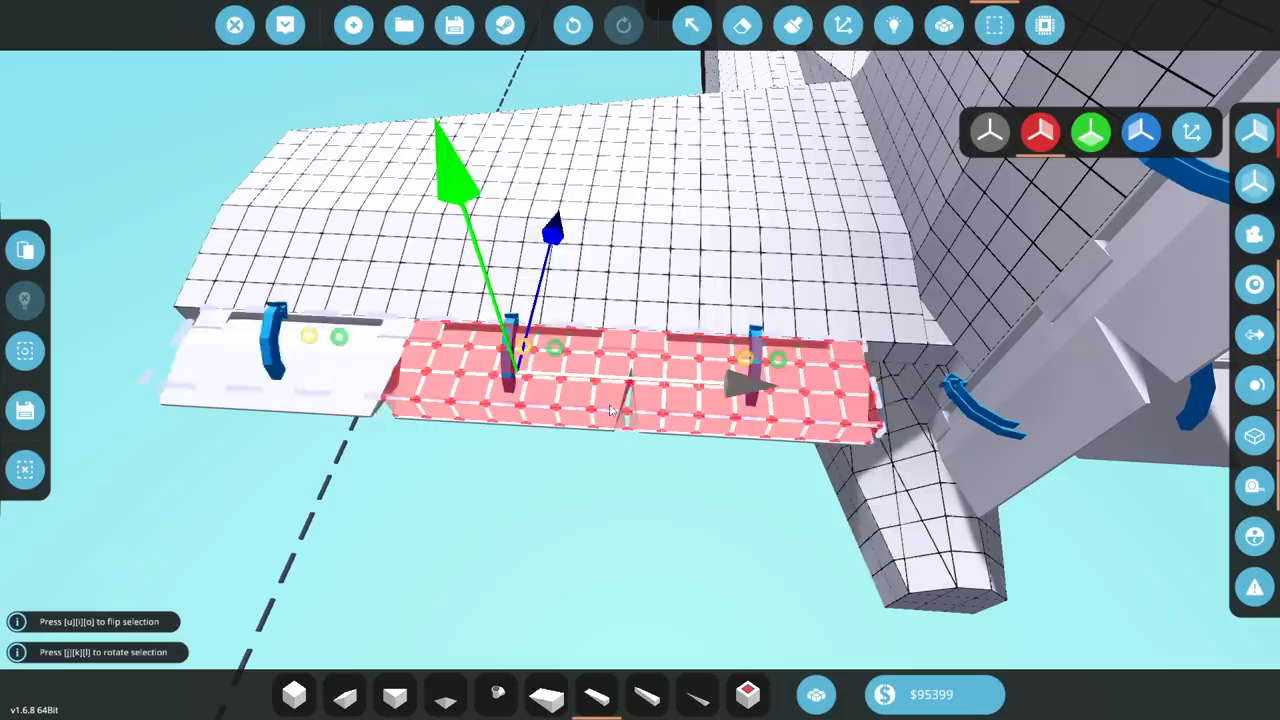 Press [u][i][o] to flip selection
Press [j][k][l] to rotate selection
v1.6.8 64Bit
$95399